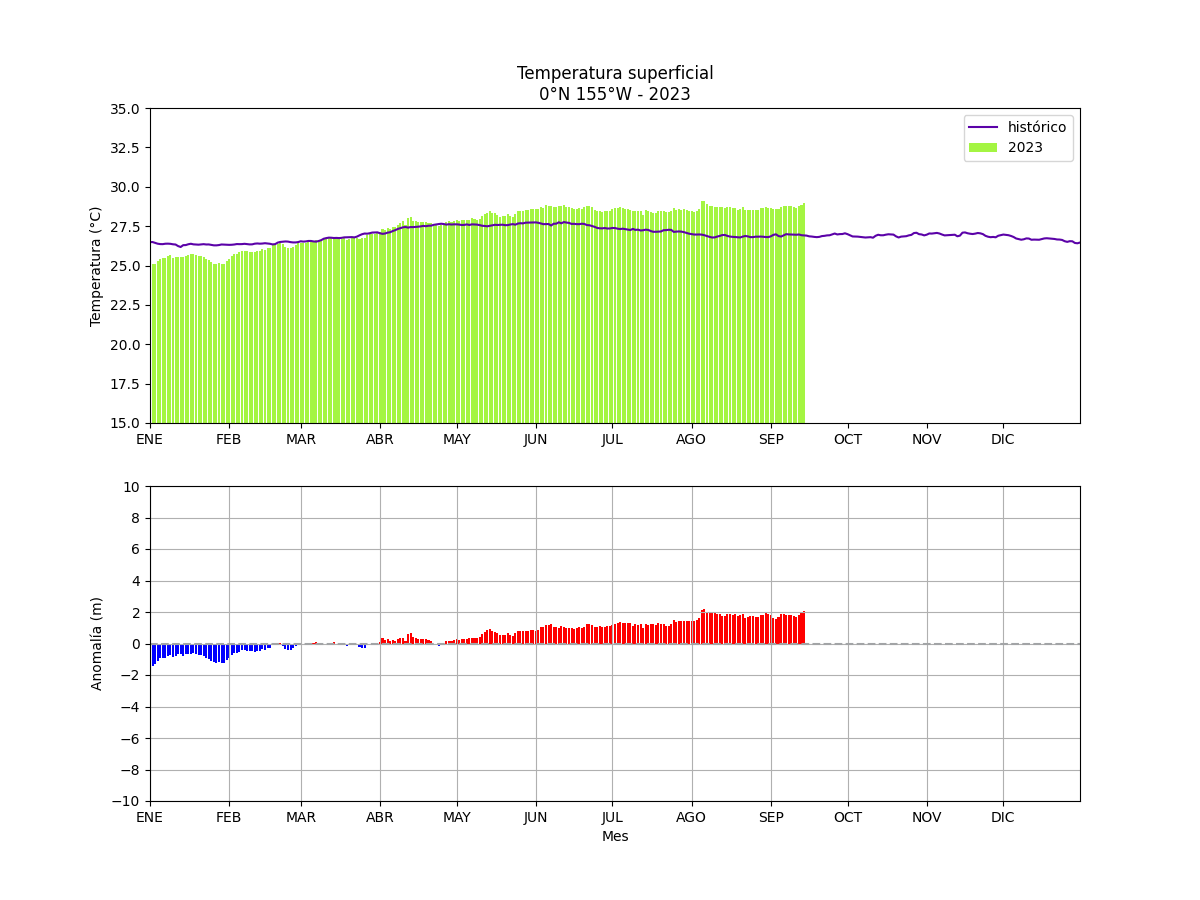 Temperatura superficial
0°N 155°W - 2023
35.0
32.5
30.0
27.5
25.0
22.5
20.0
17.5
15.0
Temperatura (°C)
histórico
2023
ENE FEB MAR ABR MAY JUN JUL AGO SEP OCT NOV DIC
10
8
6
4
2
0
−2
−4
−6
−8
−10
Anomalía (m)
ENE FEB MAR ABR MAY JUN JUL AGO SEP OCT NOV DIC
Mes